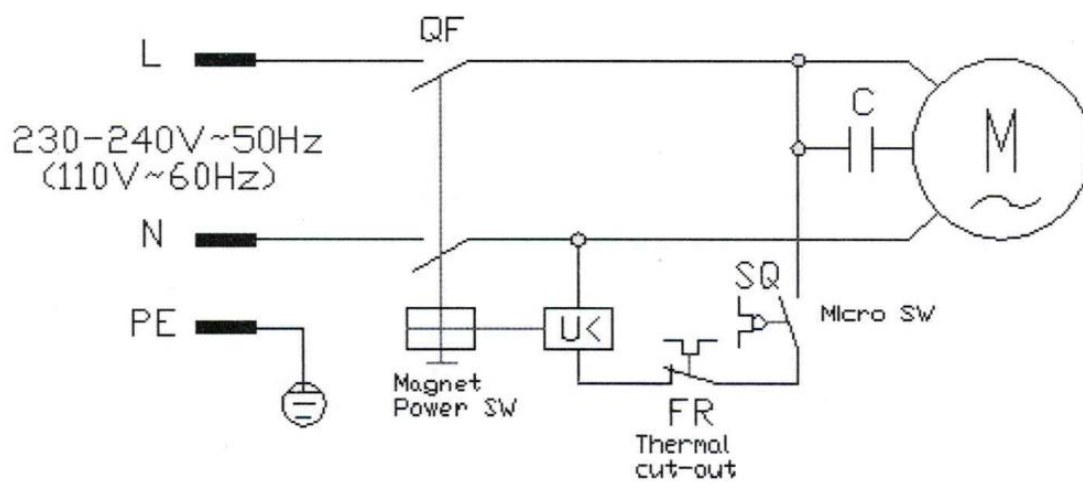 L
QF
C
M
230-240V~50Hz
(110V~60Hz)
N
SQ
Micro SW
PE
U<
Magnet
Power SW
FR
Thermal
cut-out